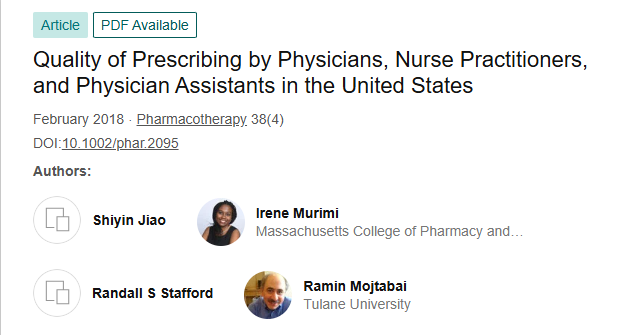 Article PDF Available
Quality of Prescribing by Physicians, Nurse Practitioners,
and Physician Assistants in the United States
February 2018 · Pharmacotherapy 38(4)
DOI:10.1002/phar.2095
Authors:
Shiyin Jiao
Irene Murimi
Massachusetts College of Pharmacy and…
Randall S Stafford
Ramin Mojtabai
Tulane University